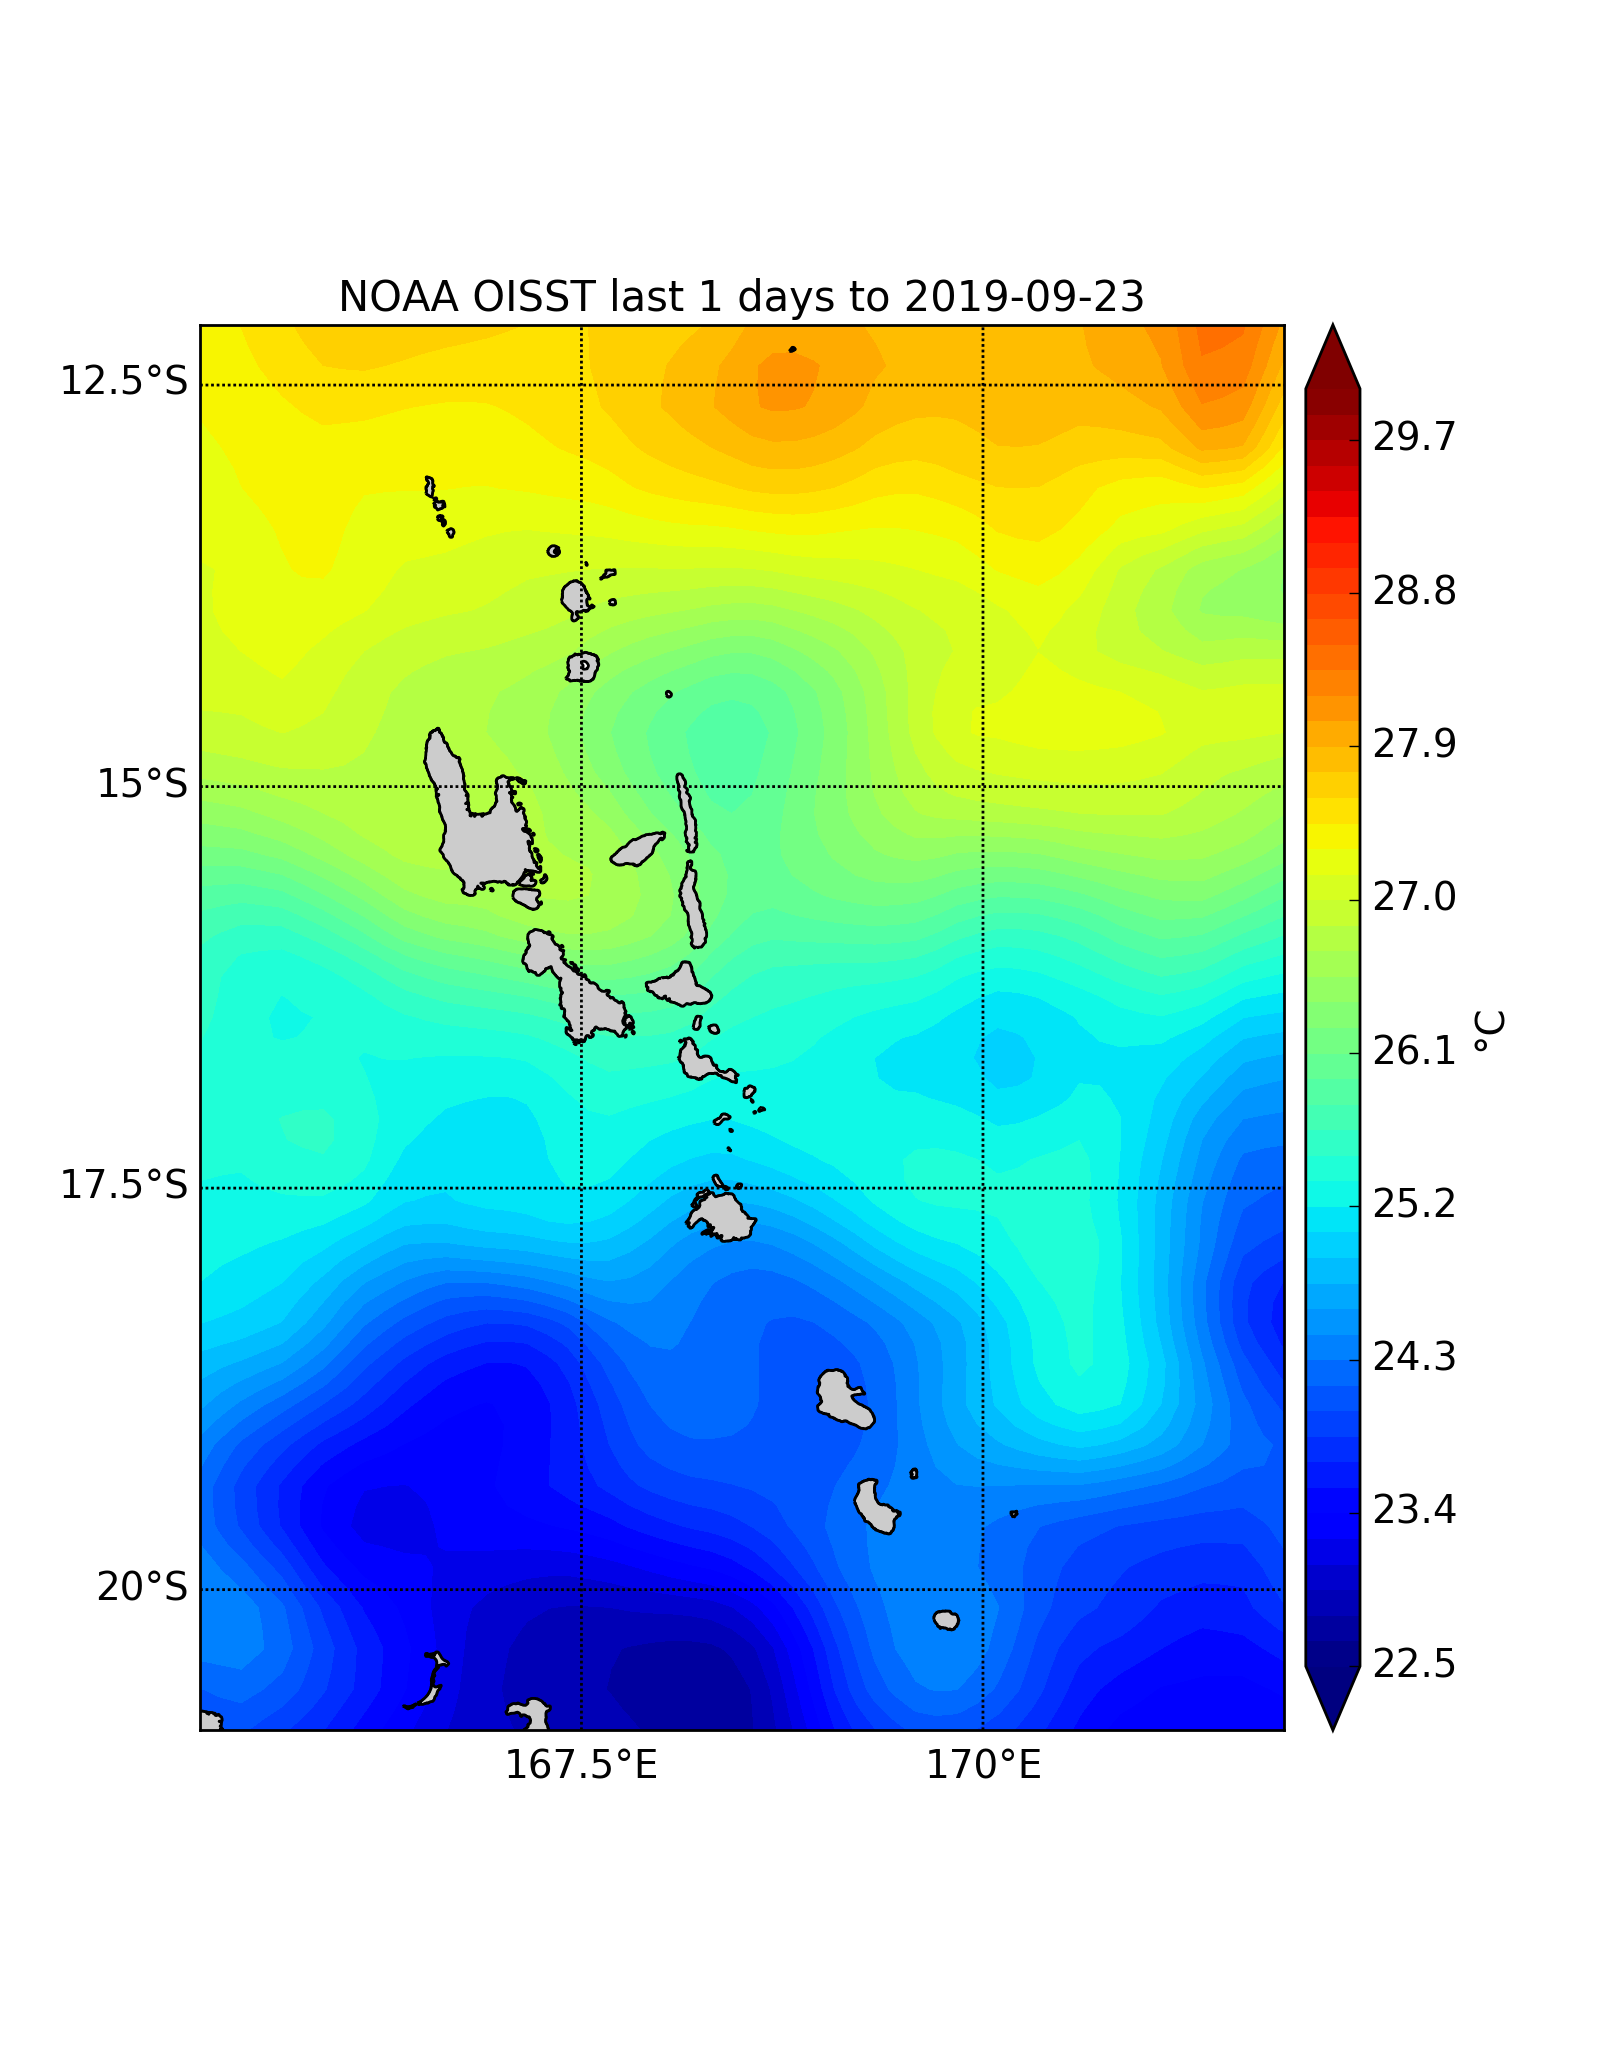 NOAA OISST last 1 days to 2019-09-23
12.5°S
15°S
17.5°S
20°S
167.5°E
170°E
29.7
28.8
27.9
27.0
26.1
25.2
24.3
23.4
22.5
°C